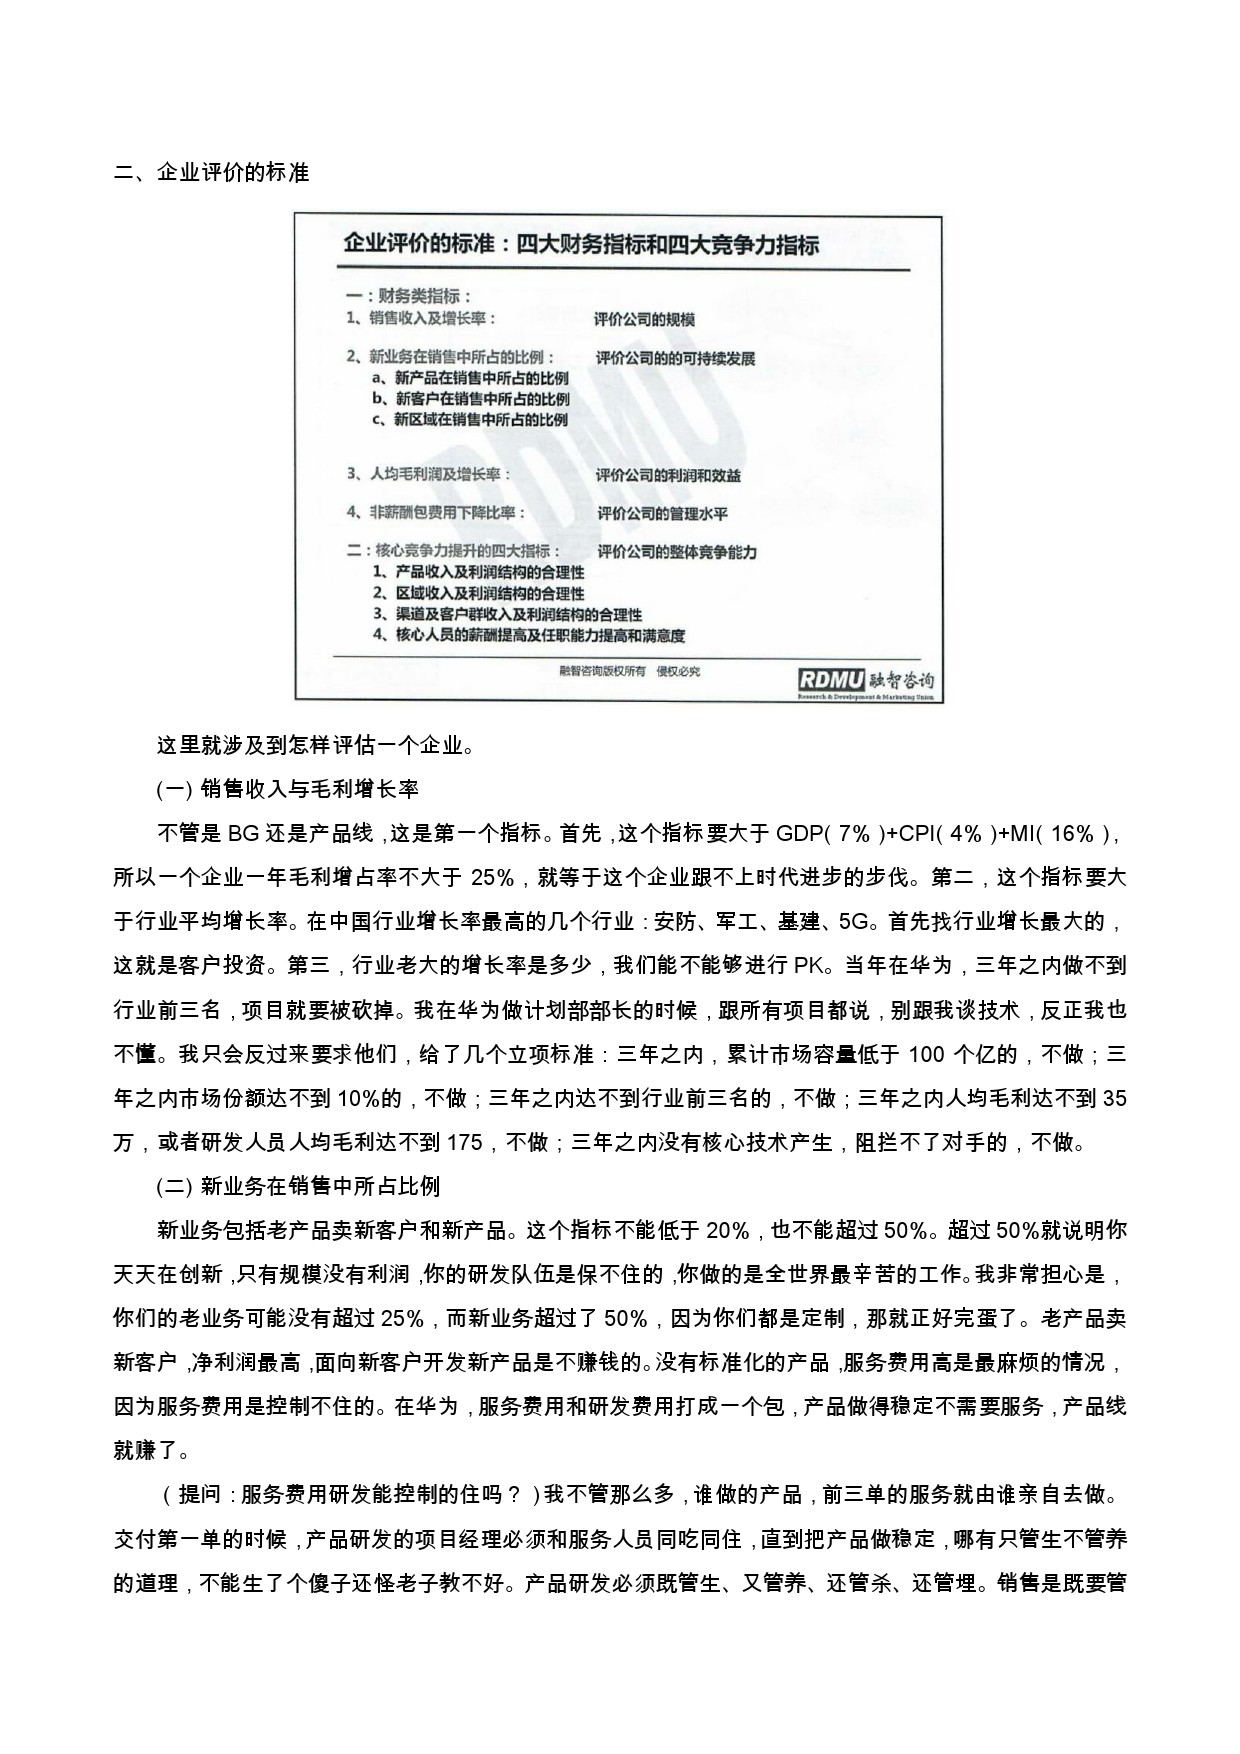 二、企业评价的标准
企业评价的标准：四大财务指标和四大竞争力指标
一：财务类指标：
1、销售收入及增长率： 评价公司的规模
2、新业务在销售中所占的比例： 评价公司的的可持续发展
a、新产品在销售中所占的比例
b、新客户在销售中所占的比例
c、新区域在销售中所占的比例
3、人均毛利润及增长率： 评价公司的利润和效益
4、非薪酬包费用下降比率： 评价公司的管理水平
二：核心竞争力提升的四大指标： 评价公司的整体竞争能力
1、产品收入及利润结构的合理性
2、区域收入及利润结构的合理性
3、渠道及客户群收入及利润结构的合理性
4、核心人员的薪酬提高及任职能力提高和满意度
融智咨询版权所有 侵权必究
RDMU 融智咨询
Research & Development & Marketing Union
RDMU
这里就涉及到怎样评估一个企业。
(一) 销售收入与毛利增长率
不管是 BG 还是产品线，这是第一个指标。首先，这个指标要大于 GDP（7%）+CPI（4%）+MI（16%），
所以一个企业一年毛利增占率不大于 25%，就等于这个企业跟不上时代进步的步伐。第二，这个指标要大
于行业平均增长率。在中国行业增长率最高的几个行业：安防、军工、基建、5G。首先找行业增长最大的，
这就是客户投资。第三，行业老大的增长率是多少，我们能不能够进行 PK。当年在华为，三年之内做不到
行业前三名，项目就要被砍掉。我在华为做计划部部长的时候，跟所有项目都说，别跟我谈技术，反正我也
不懂。我只会反过来要求他们，给了几个立项标准：三年之内，累计市场容量低于 100 个亿的，不做；三
年之内市场份额达不到 10%的，不做；三年之内达不到行业前三名的，不做；三年之内人均毛利达不到 35
万，或者研发人员人均毛利达不到 175，不做；三年之内没有核心技术产生，阻拦不了对手的，不做。
(二) 新业务在销售中所占比例
新业务包括老产品卖新客户和新产品。这个指标不能低于 20%，也不能超过 50%。超过 50%就说明你
天天在创新，只有规模没有利润，你的研发队伍是保不住的，你做的是全世界最辛苦的工作。我非常担心是，
你们的老业务可能没有超过 25%，而新业务超过了 50%，因为你们都是定制，那就正好完蛋了。老产品卖
新客户，净利润最高，面向新客户开发新产品是不赚钱的。没有标准化的产品，服务费用高是最麻烦的情况，
因为服务费用是控制不住的。在华为，服务费用和研发费用打成一个包，产品做得稳定不需要服务，产品线
就赚了。
（提问：服务费用研发能控制的住吗？）我不管那么多，谁做的产品，前三单的服务就由谁亲自去做。
交付第一单的时候，产品研发的项目经理必须和服务人员同吃同住，直到把产品做稳定，哪有只管生不管养
的道理，不能生了个傻子还怪老子教不好。产品研发必须既管生、又管养、还管杀、还管埋。销售是既要管